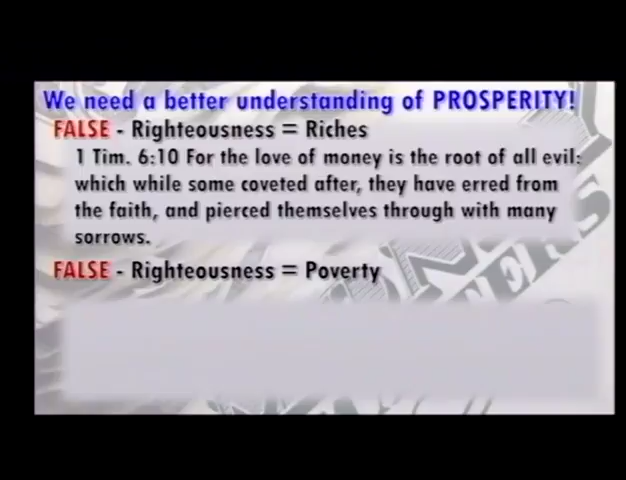 We need a better understanding of PROSPERITY!
FALSE - Righteousness = Riches
1 Tim. 6:10 For the love of money is the root of all evil:
which while some coveted after, they have erred from
the faith, and pierced themselves through with many
sorrows.
FALSE - Righteousness = Poverty